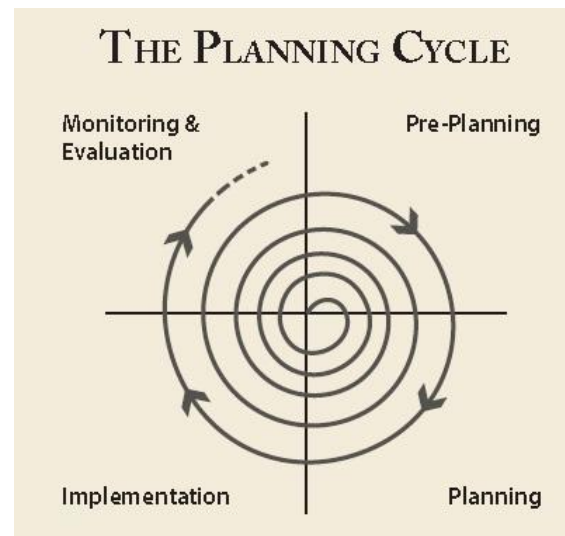 THE PLANNING CYCLE
Monitoring &
Evaluation
Pre-Planning
Implementation
Planning